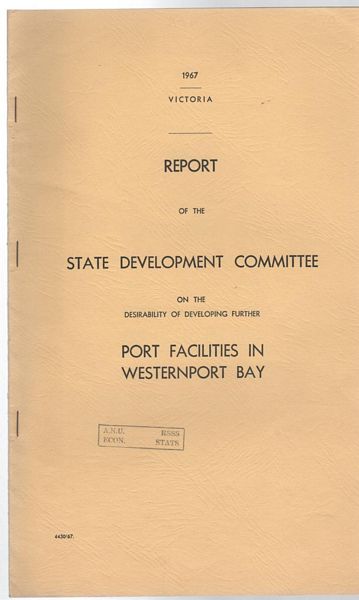 1967
VICTORIA
REPORT
OF THE
STATE DEVELOPMENT COMMITTEE
ON THE
DESIRABILITY OF DEVELOPING FURTHER
PORT FACILITIES IN
WESTERNPORT BAY
A.N.U. RSSS
ECON. STATS
4430/67.